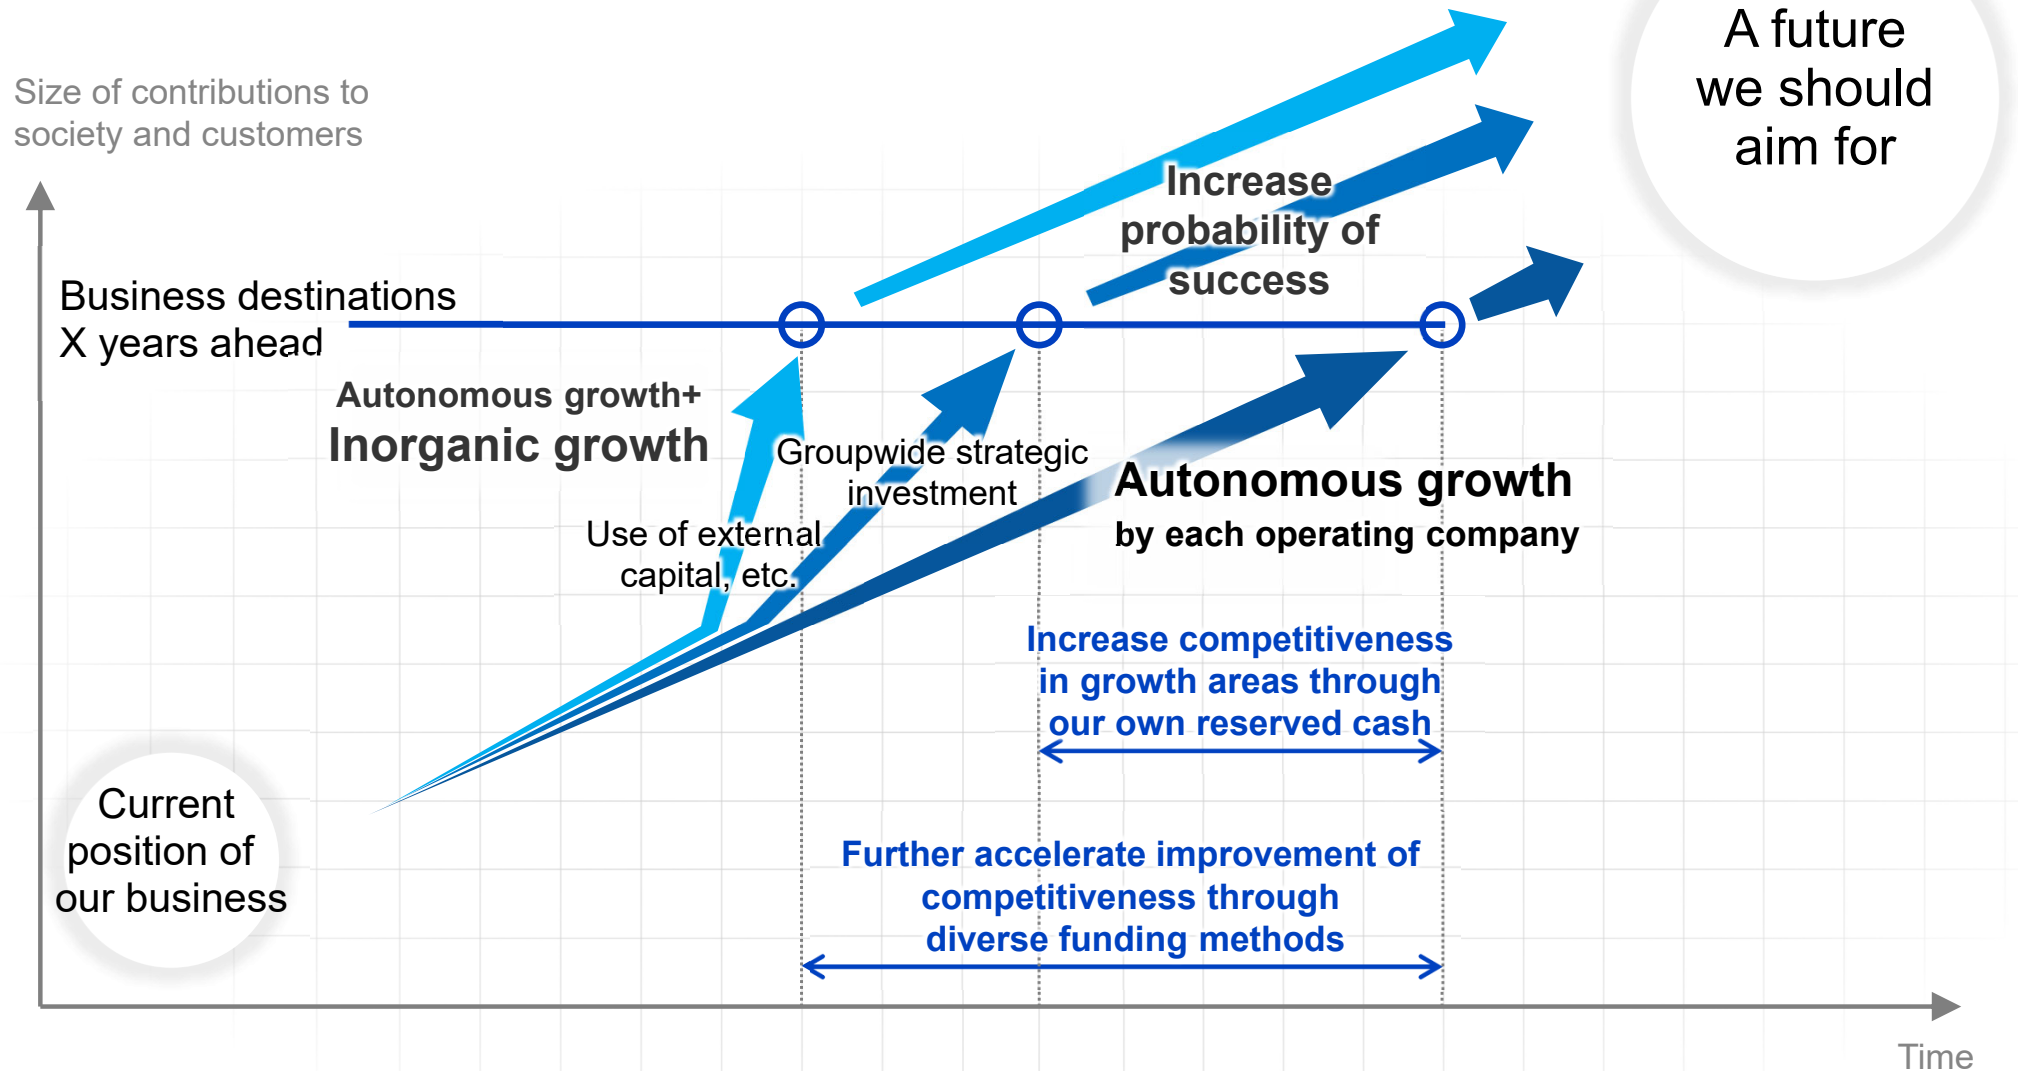 A future
we should
aim for
Size of contributions to
society and customers
Increase
probability of
success
Business destinations
X years ahead
Autonomous growth+
Inorganic growth
Groupwide strategic
investment
Autonomous growth
by each operating company
Use of external
capital, etc.
Increase competitiveness
in growth areas through
our own reserved cash
Current
position of
our business
Further accelerate improvement of
competitiveness through
diverse funding methods
Time